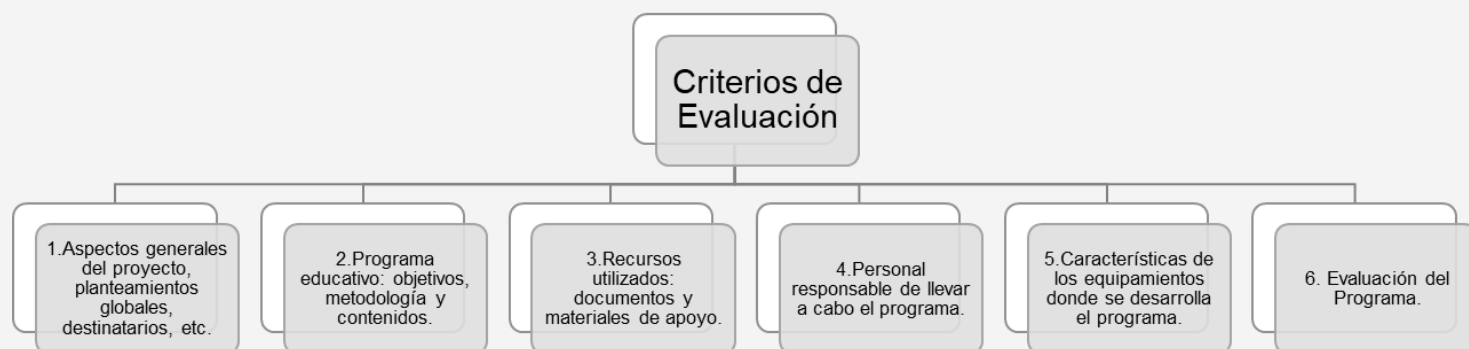 Criterios de
Evaluación
1.Aspectos generales
del proyecto,
planteamientos
globales,
destinatarios, etc.
2.Programa
educativo: objetivos,
metodología y
contenidos.
3.Recursos
utilizados:
documentos y
materiales de apoyo.
4.Personal
responsable de llevar
a cabo el programa.
5.Características de
los equipamientos
donde se desarrolla
el programa.
6. Evaluación del
Programa.